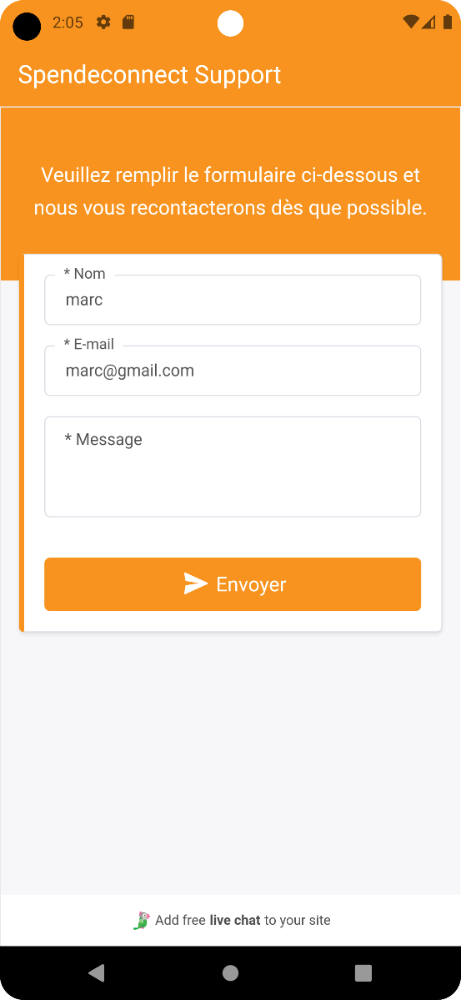 2:05
Spendeconnect Support
Veuillez remplir le formulaire ci-dessous et
nous vous recontacterons dès que possible.
* Nom
marc
* E-mail
marc@gmail.com
* Message
Envoyer
Add free live chat to your site